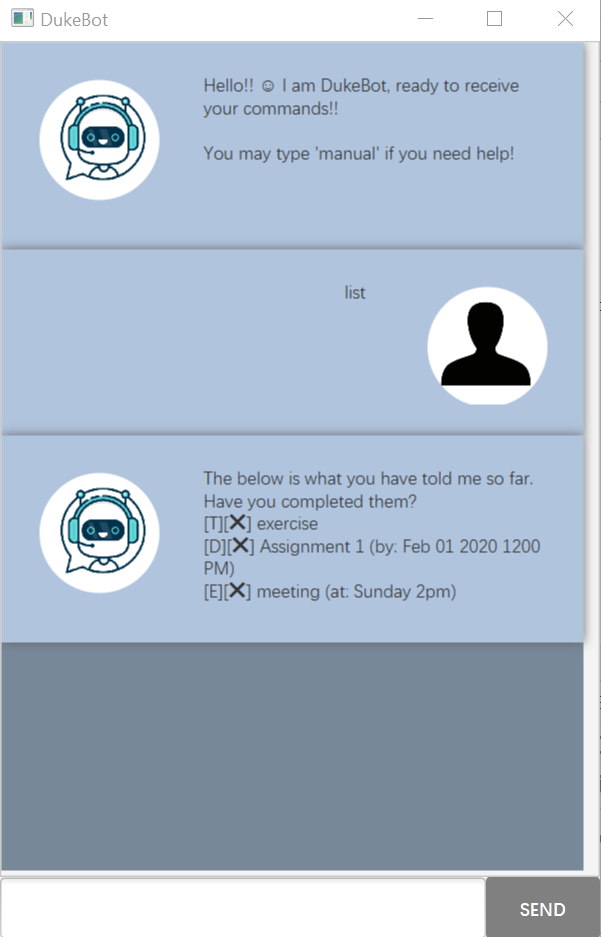 DukeBot
Hello!! ☺ I am DukeBot, ready to receive
your commands!!
You may type 'manual' if you need help!
list
The below is what you have told me so far.
Have you completed them?
[T][❌] exercise
[D][❌] Assignment 1 (by: Feb 01 2020 1200
PM)
[E][❌] meeting (at: Sunday 2pm)
SEND